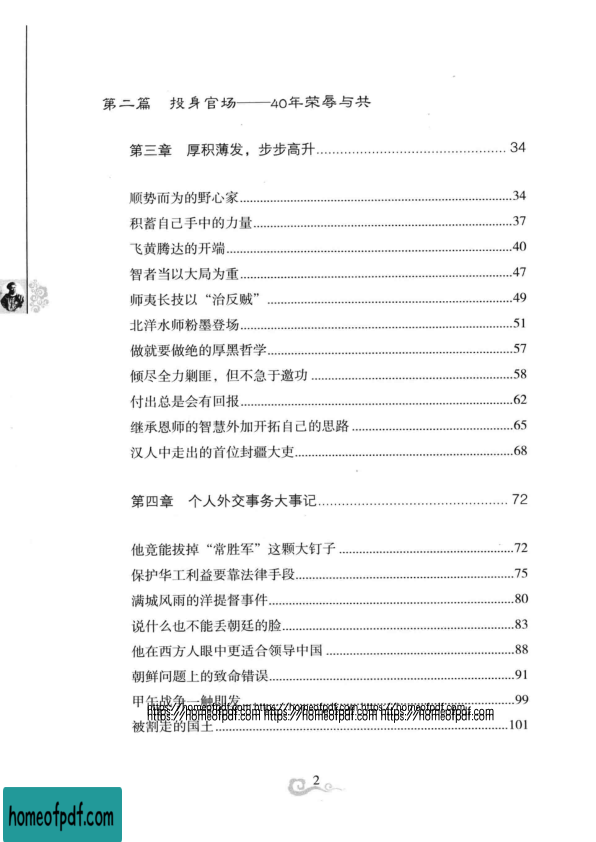 第二篇 投身官场——40年荣辱与共
第三章 厚积薄发，步步高升 34
顺势而为的野心家 34
积蓄自己手中的力量 37
飞黄腾达的开端 40
智者当以大局为重 47
师夷长技以“治反贼” 49
北洋水师粉墨登场 51
做就要做绝的厚黑哲学 57
倾尽全力剿匪，但不急于邀功 58
付出总是会有回报 62
继承恩师的智慧外加开拓自己的思路 65
汉人中走出的首位封疆大吏 68
第四章 个人外交事务大事记 72
他竟能拔掉“常胜军”这颗大钉子 72
保护华工利益要靠法律手段 75
满城风雨的洋提督事件 80
说什么也不能丢朝廷的脸 83
他在西方人眼中更适合领导中国 88
朝鲜问题上的致命错误 91
甲午战争一触即发 99
https://homeofpdf.com https://homeofpdf.com https://homeofpdf.com
https://homeofpdf.com https://homeofpdf.com https://homeofpdf.com
被割走的国土 101
2
homeofpdf.com